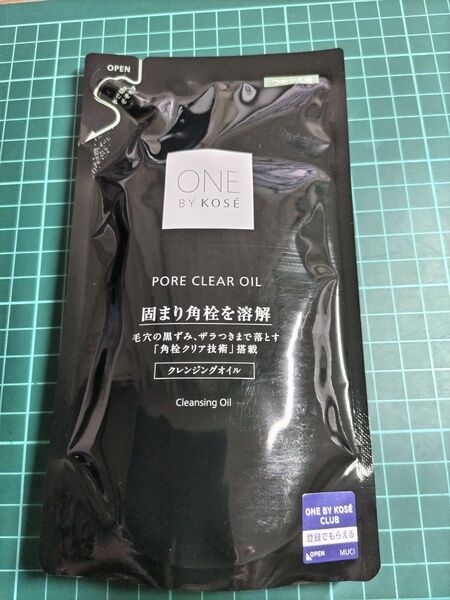 OPEN
つめかえ用
ONE
BY KOSÉ
PORE CLEAR OIL
固まり角栓を溶解
毛穴の黒ずみ、ザラつきまで落とす
「角栓クリア技術」搭載
クレンジングオイル
Cleansing Oil
ONE BY KOSÉ
CLUB
登録でもらえる
OPEN MUCI